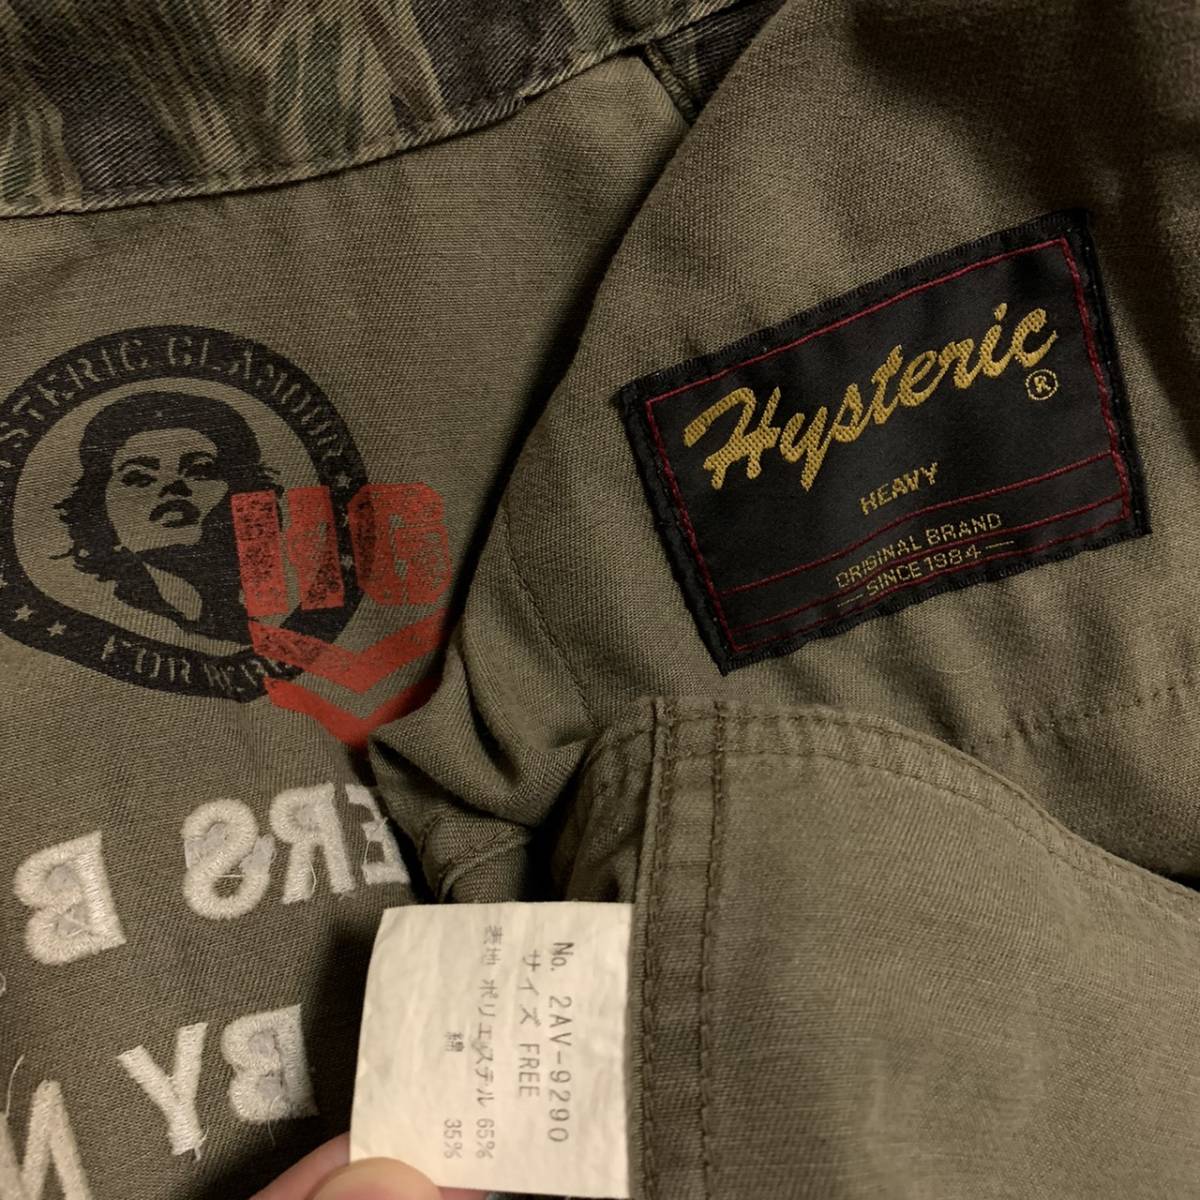 HYSTERIC GLAMOUR
FOR
HG
Hysteric
®
HEAVY
ORIGINAL BRAND
— SINCE 1984 —
ERS B
BY
No. 2AV-9290
サイズ FREE
表地 ポリエステル 65%
綿 35%